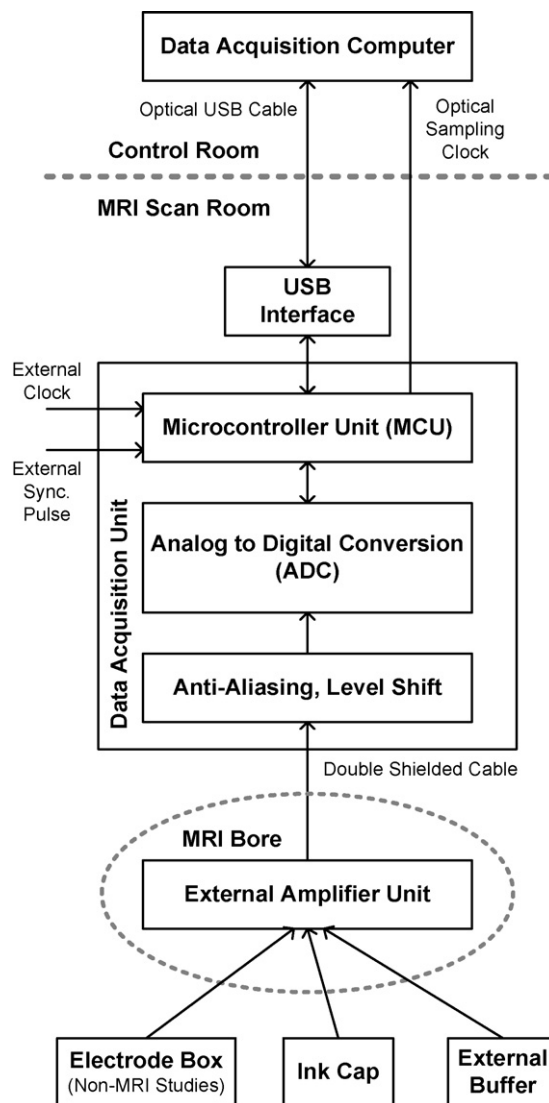 Data Acquisition Computer
Optical USB Cable
Optical
Sampling
Clock
Control Room
MRI Scan Room
USB
Interface
External
Clock
Microcontroller Unit (MCU)
External
Sync.
Pulse
Data Acquisition Unit
Analog to Digital Conversion
(ADC)
Anti-Aliasing, Level Shift
Double Shielded Cable
MRI Bore
External Amplifier Unit
Electrode Box
(Non-MRI Studies)
Ink Cap
External
Buffer